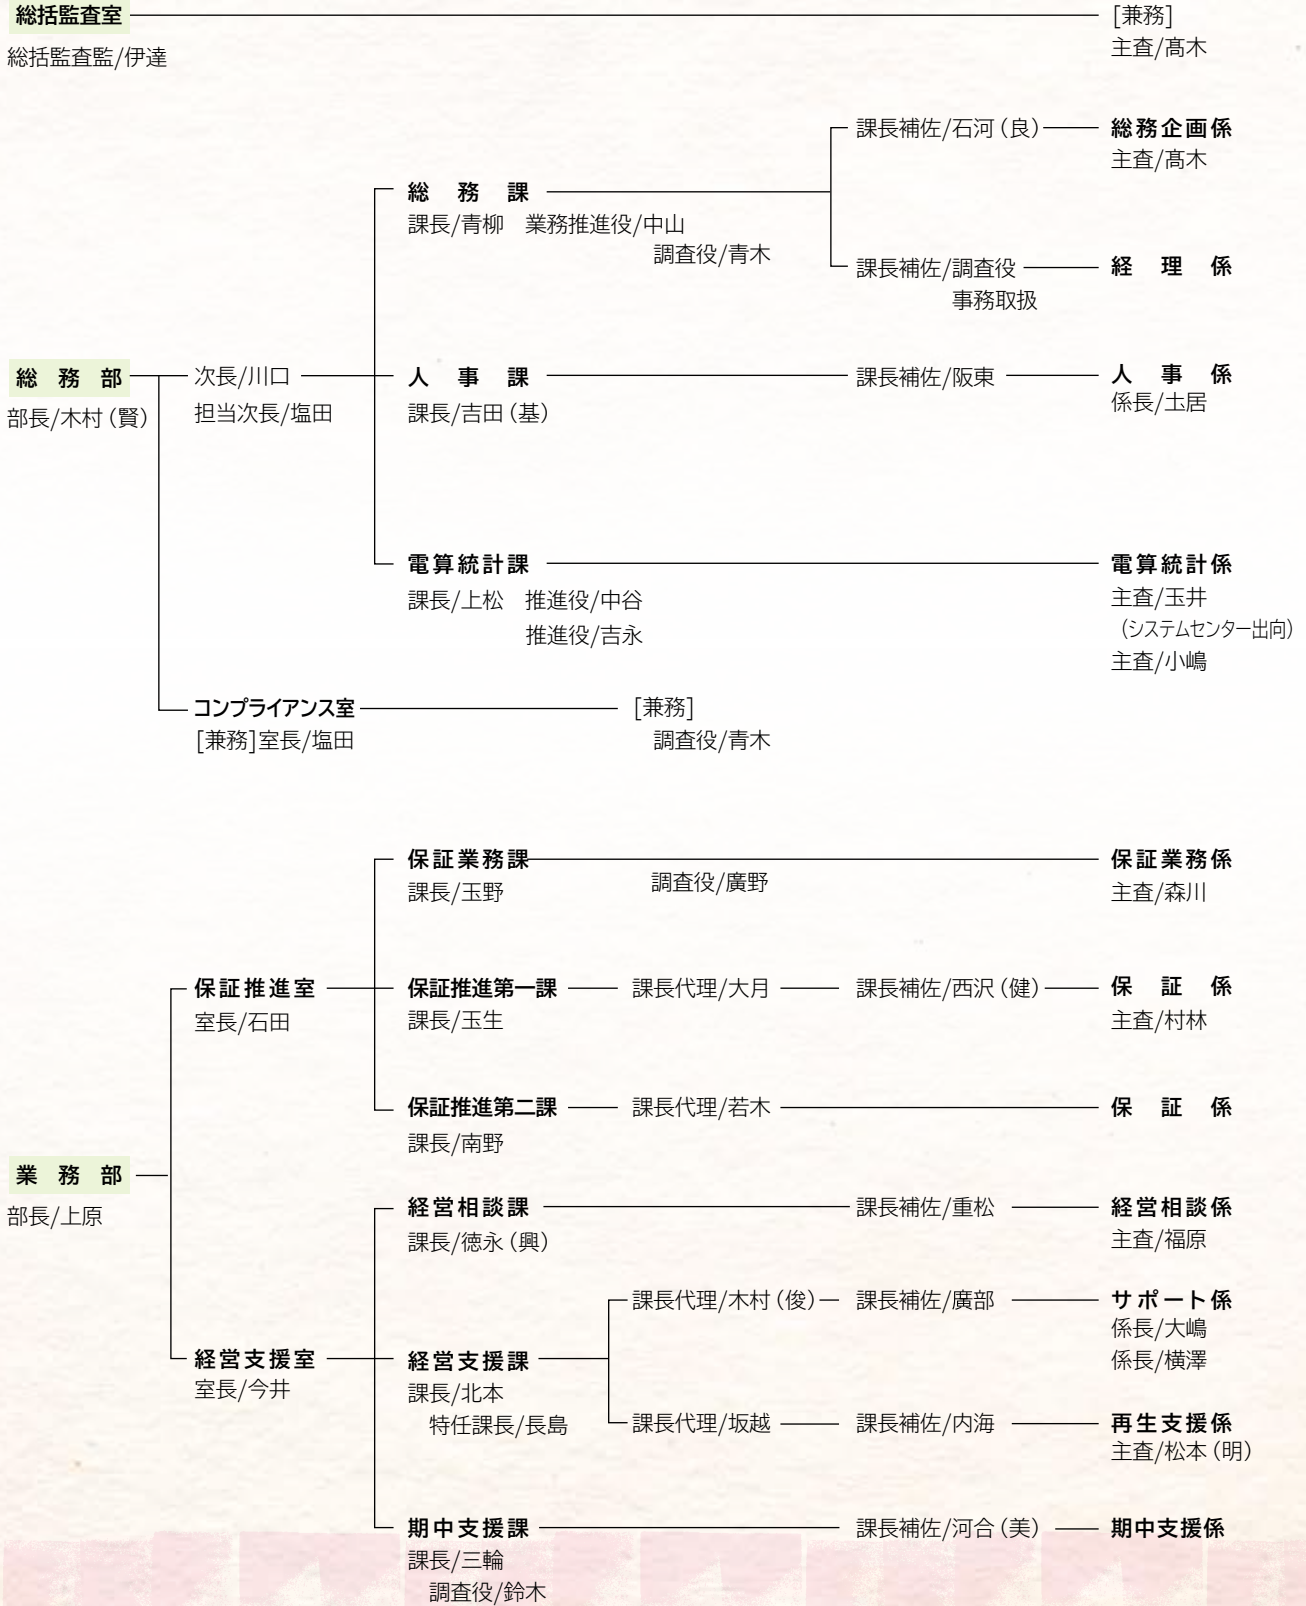 総括監査室
総括監査監/伊達
[兼務]
主査/髙木
課長補佐/石河（良）
総務企画係
主査/髙木
総務課
課長/青柳　業務推進役/中山
調査役/青木
課長補佐/調査役
事務取扱
経理係
総務部
部長/木村（賢）
次長/川口
担当次長/塩田
人事課
課長/吉田（基）
課長補佐/阪東
人事係
係長/土居
電算統計課
課長/上松　推進役/中谷
推進役/吉永
電算統計係
主査/玉井
（システムセンター出向）
主査/小嶋
コンプライアンス室
[兼務]室長/塩田
[兼務]
調査役/青木
保証業務課
課長/玉野
調査役/廣野
保証業務係
主査/森川
保証推進室
室長/石田
保証推進第一課
課長/玉生
課長代理/大月
課長補佐/西沢（健）
保証係
主査/村林
保証推進第二課
課長/南野
課長代理/若木
保証係
業務部
部長/上原
経営相談課
課長/徳永（興）
課長補佐/重松
経営相談係
主査/福原
経営支援室
室長/今井
経営支援課
課長/北本
特任課長/長島
課長代理/木村（俊）
課長補佐/廣部
サポート係
係長/大嶋
係長/横澤
課長代理/坂越
課長補佐/内海
再生支援係
主査/松本（明）
期中支援課
課長/三輪
調査役/鈴木
課長補佐/河合（美）
期中支援係